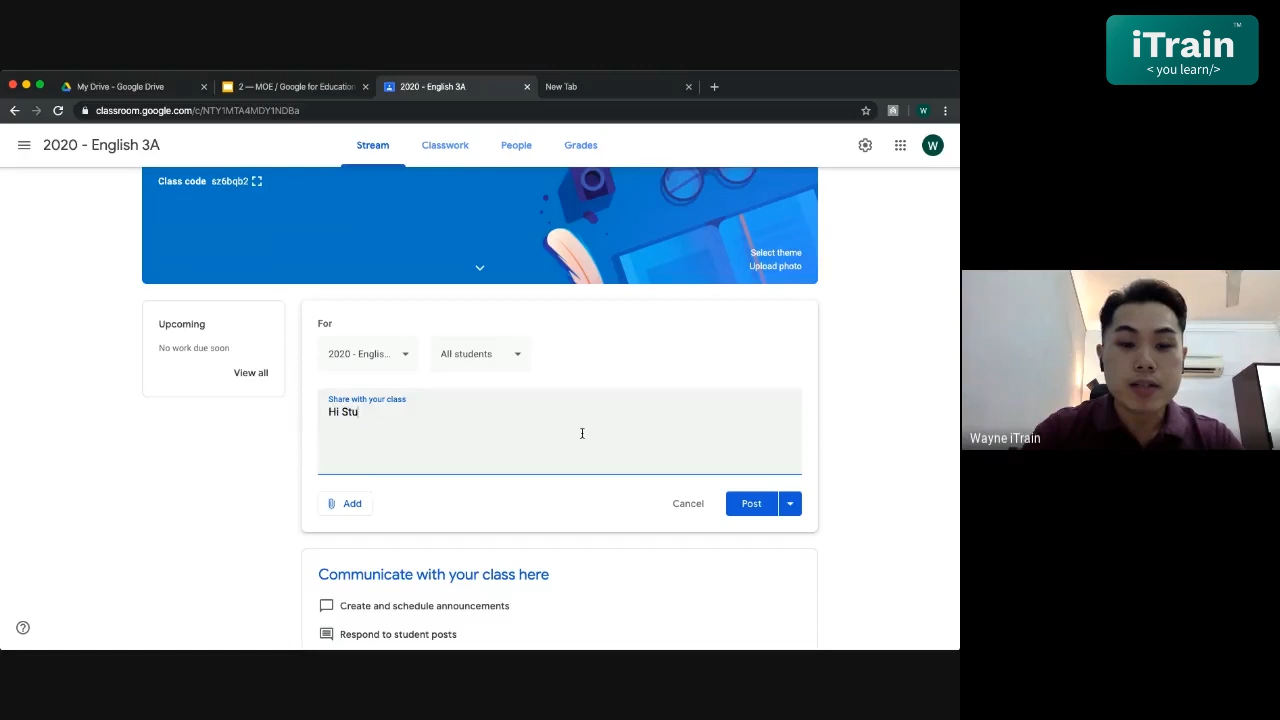 iTrain™
< you learn/>
My Drive - Google Drive
2 — MOE / Google for Education
2020 - English 3A
New Tab
classroom.google.com/c/NTY1MTA4MDY1NDBa
W
2020 - English 3A
Stream
Classwork
People
Grades
W
Class code sz6bqb2
Select theme
Upload photo
Upcoming
No work due soon
View all
For
2020 - Englis...
All students
Share with your class
Hi Stu
Add
Cancel
Post
Communicate with your class here
Create and schedule announcements
Respond to student posts
Wayne iTrain